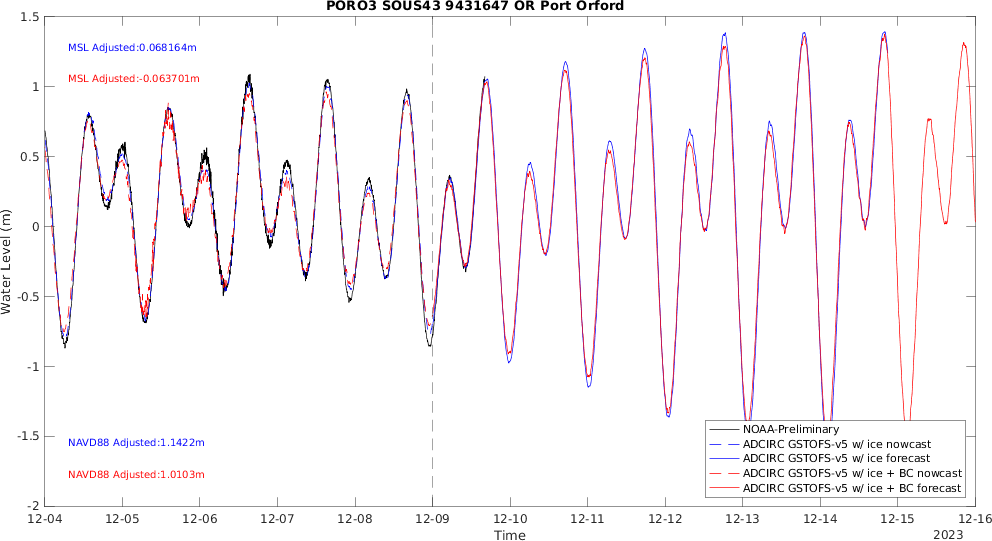 PORO3 SOUS43 9431647 OR Port Orford
MSL Adjusted:0.068164m
MSL Adjusted:-0.063701m
NAVD88 Adjusted:1.1422m
NAVD88 Adjusted:1.0103m
Water Level (m)
1.5
1
0.5
0
-0.5
-1
-1.5
-2
NOAA-Preliminary
ADCIRC GSTOFS-v5 w/ ice nowcast
ADCIRC GSTOFS-v5 w/ ice forecast
ADCIRC GSTOFS-v5 w/ ice + BC nowcast
ADCIRC GSTOFS-v5 w/ ice + BC forecast
12-04 12-05 12-06 12-07 12-08 12-09 12-10 12-11 12-12 12-13 12-14 12-15 12-16
Time
2023